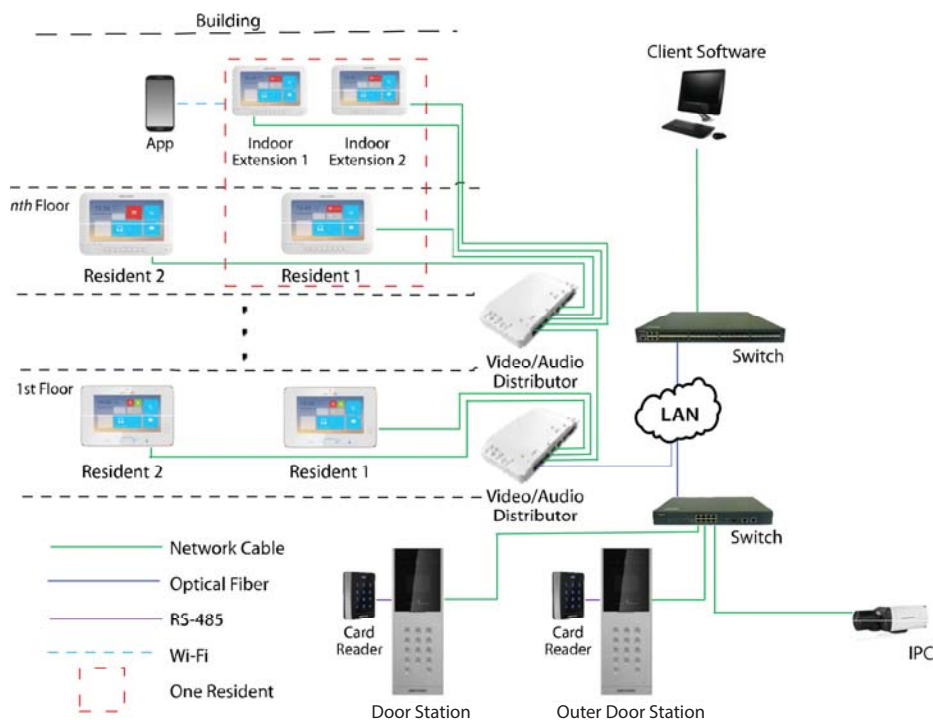 Building
Client Software
App
Indoor
Extension 1
Indoor
Extension 2
nth Floor
Resident 2
Resident 1
Video/Audio
Distributor
Switch
1st Floor
LAN
Resident 2
Resident 1
Video/Audio
Distributor
Switch
Network Cable
Optical Fiber
RS-485
Wi-Fi
One Resident
Card
Reader
Card
Reader
IPC
Door Station
Outer Door Station